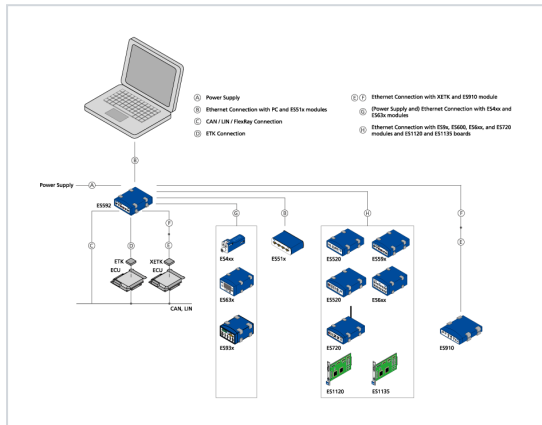 A Power Supply
B Ethernet Connection with PC and ES51x modules
C CAN / LIN / FlexRay Connection
D ETK Connection
E F Ethernet Connection with XETK and ES910 module
G (Power Supply and) Ethernet Connection with ES4xx and
ES63x modules
H Ethernet Connection with ES9x, ES600, ES6xx, and ES720
modules and ES1120 and ES1135 boards
B
Power Supply A
ES592
F
G
B
H
F
C
D
E
E
ETK
ECU
XETK
ECU
CAN, LIN
ES4xx
ES63x
ES93x
ES51x
ES520
ES59x
ES520
ES6xx
ES720
ES1120
ES1135
ES910